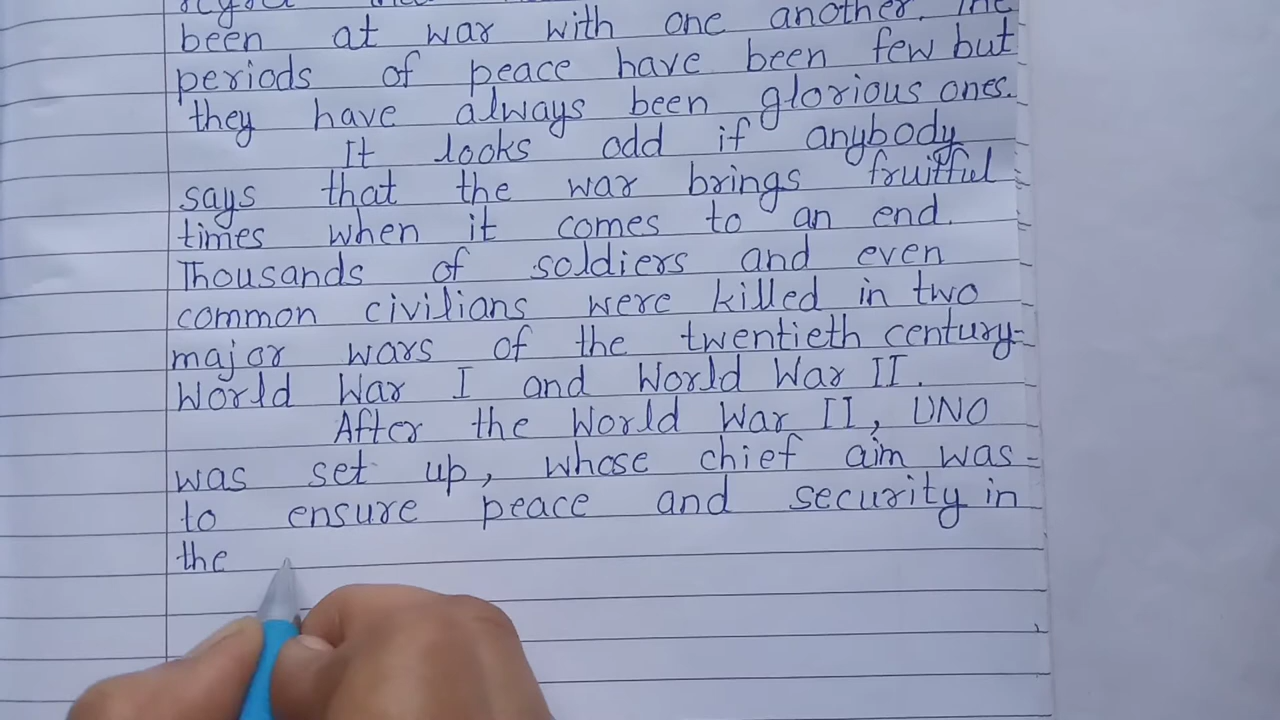 been at war with one another. The
periods of peace have been few but
they have always been glorious ones.
It looks odd if anybody
says that the war brings fruitful
times when it comes to an end.
Thousands of soldiers and even
common civilians were killed in two
major wars of the twentieth century-
World War I and World War II.
After the World War II, UNO
was set up, whose chief aim was
to ensure peace and security in
the